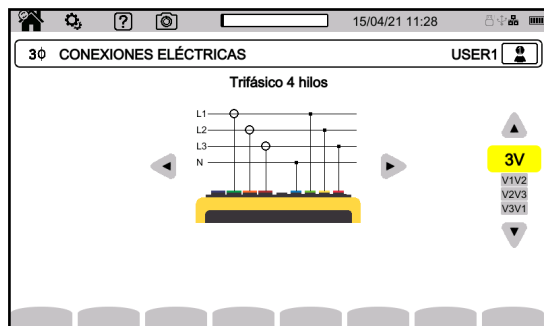 15/04/21 11:28
3ϕ CONEXIONES ELÉCTRICAS USER1
Trifásico 4 hilos
L1
L2
L3
N
3V
V1V2
V2V3
V3V1